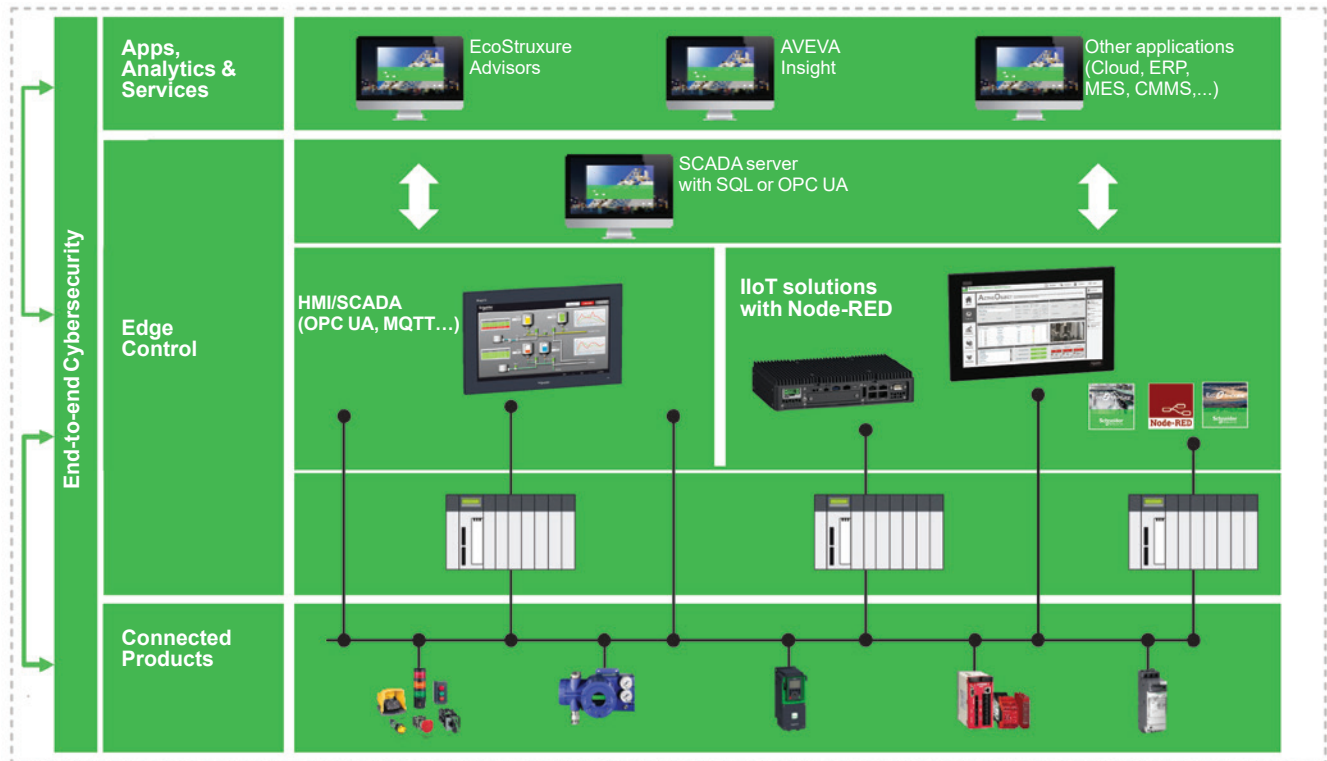 Apps,
Analytics &
Services
EcoStruxure
Advisors
AVEVA
Insight
Other applications
(Cloud, ERP,
MES, CMMS,...)
End-to-end Cybersecurity
Edge
Control
SCADA server
with SQL or OPC UA
HMI/SCADA
(OPC UA, MQTT…)
IIoT solutions
with Node-RED
Node-RED
Connected
Products